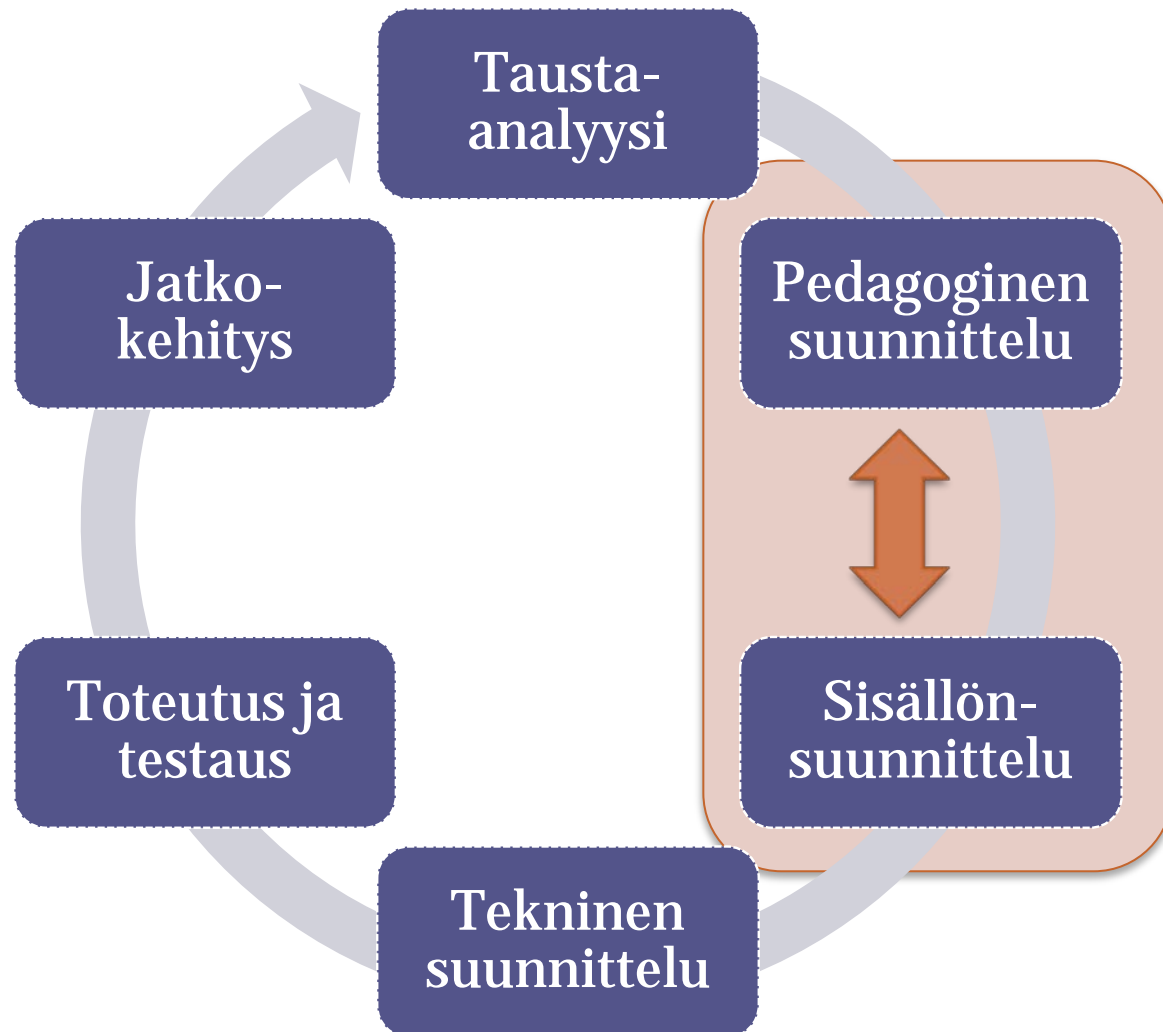 Tausta-
analyysi
Pedagoginen
suunnittelu
Sisällön-
suunnittelu
Tekninen
suunnittelu
Toteutus ja
testaus
Jatko-
kehitys